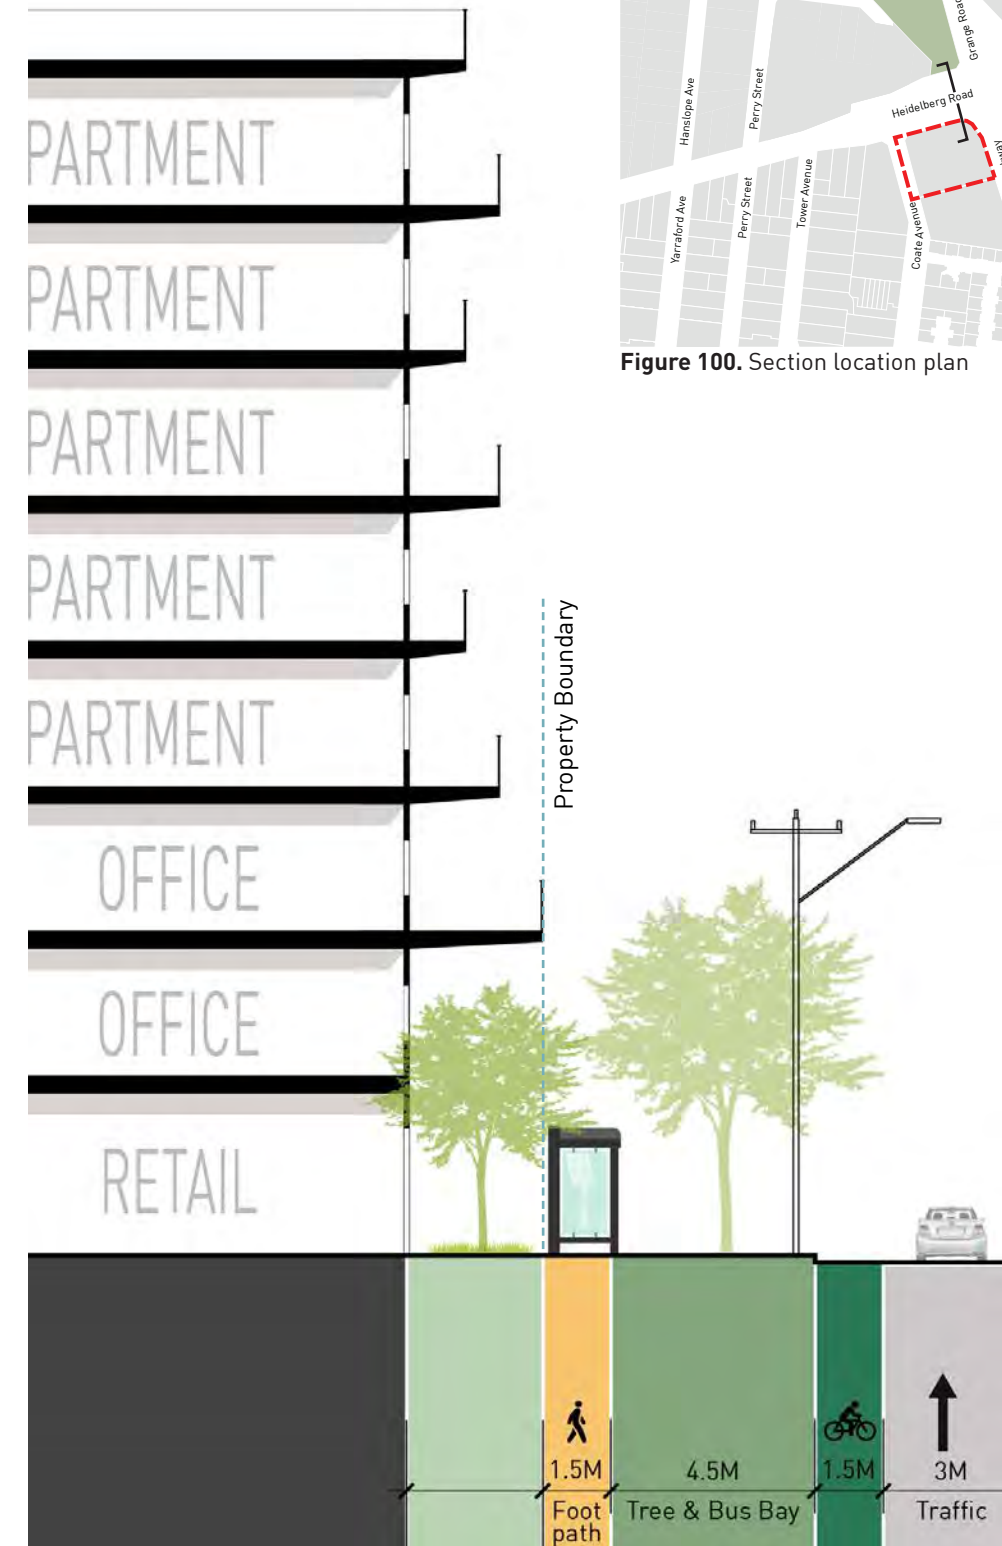 PARTMENT
PARTMENT
PARTMENT
PARTMENT
PARTMENT
OFFICE
OFFICE
RETAIL
Property Boundary
Hanslope Ave
Perry Street
Grange Road
Heidelberg Road
Yarraford Ave
Perry Street
Tower Avenue
Coate Avenue
Figure 100. Section location plan
1.5M
4.5M
1.5M
3M
Foot
path
Tree & Bus Bay
Traffic